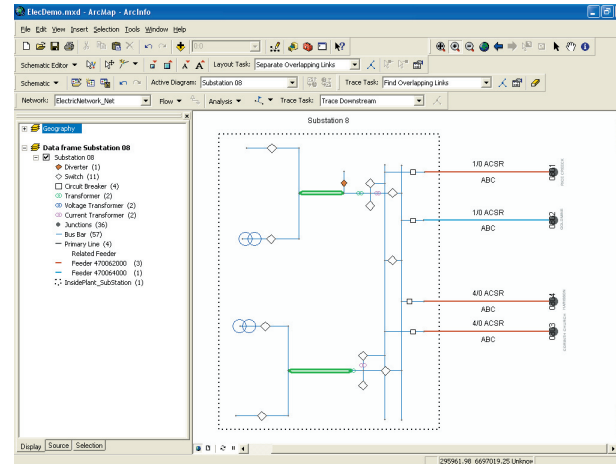 ElecDemo.mxd - ArcMap - ArcInfo
File Edit View Insert Selection Tools Window Help
1:0
Schematic Editor Layout Task: Separate Overlapping Links
Schematic Active Diagram: Substation 08 Trace Task: Find Overlapping Links
Network: ElectricNetwork_Net Flow Analysis Trace Task: Trace Downstream
Geography
Data frame Substation 08
Substation 08
Diverter (1)
Switch (11)
Circuit Breaker (4)
Transformer (2)
Voltage Transformer (2)
Current Transformer (2)
Junctions (36)
Bus Bar (57)
Primary Line (4)
Related Feeder
Feeder 470062000 (3)
Feeder 470064000 (1)
InsidePlant_SubStation (1)
Display Source Selection
Substation 8
1/0 ACSR
ABC
1/0 ACSR
ABC
4/0 ACSR
ABC
4/0 ACSR
ABC
295961.98 6697019.25 Unknow